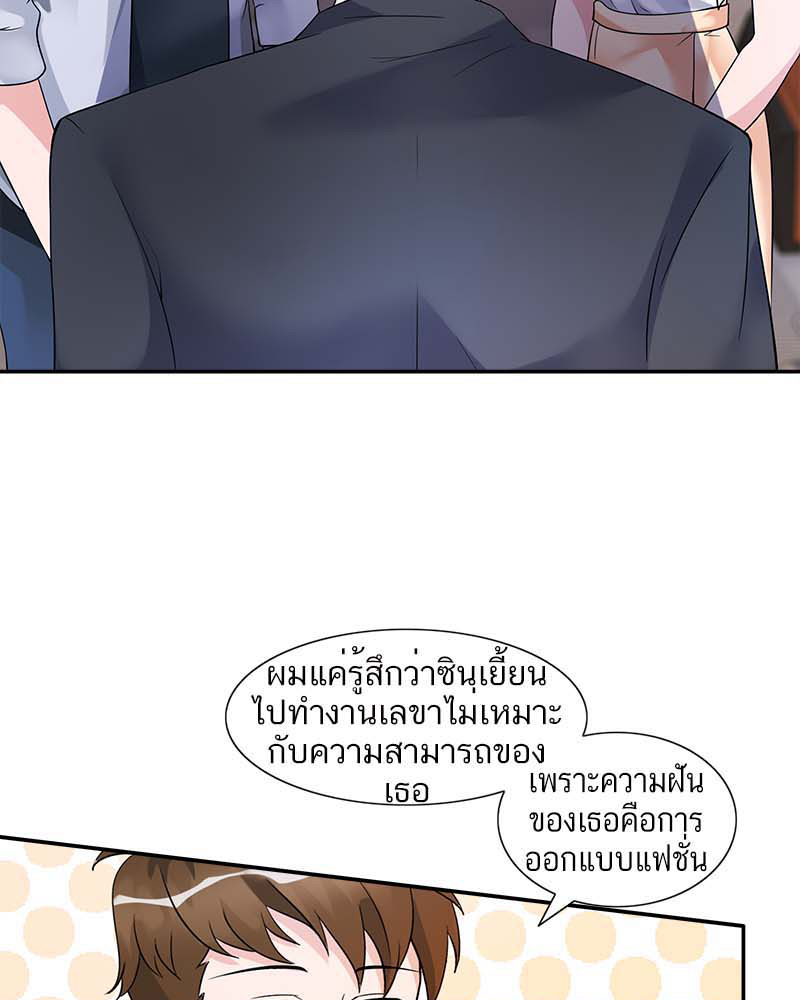 ผมแค่รู้สึกว่าซินเยี้ยน
ไปทำงานเลขาไม่เหมาะ
กับความสามารถของ
เธอ
เพราะความฝัน
ของเธอคือการ
ออกแบบแฟชั่น